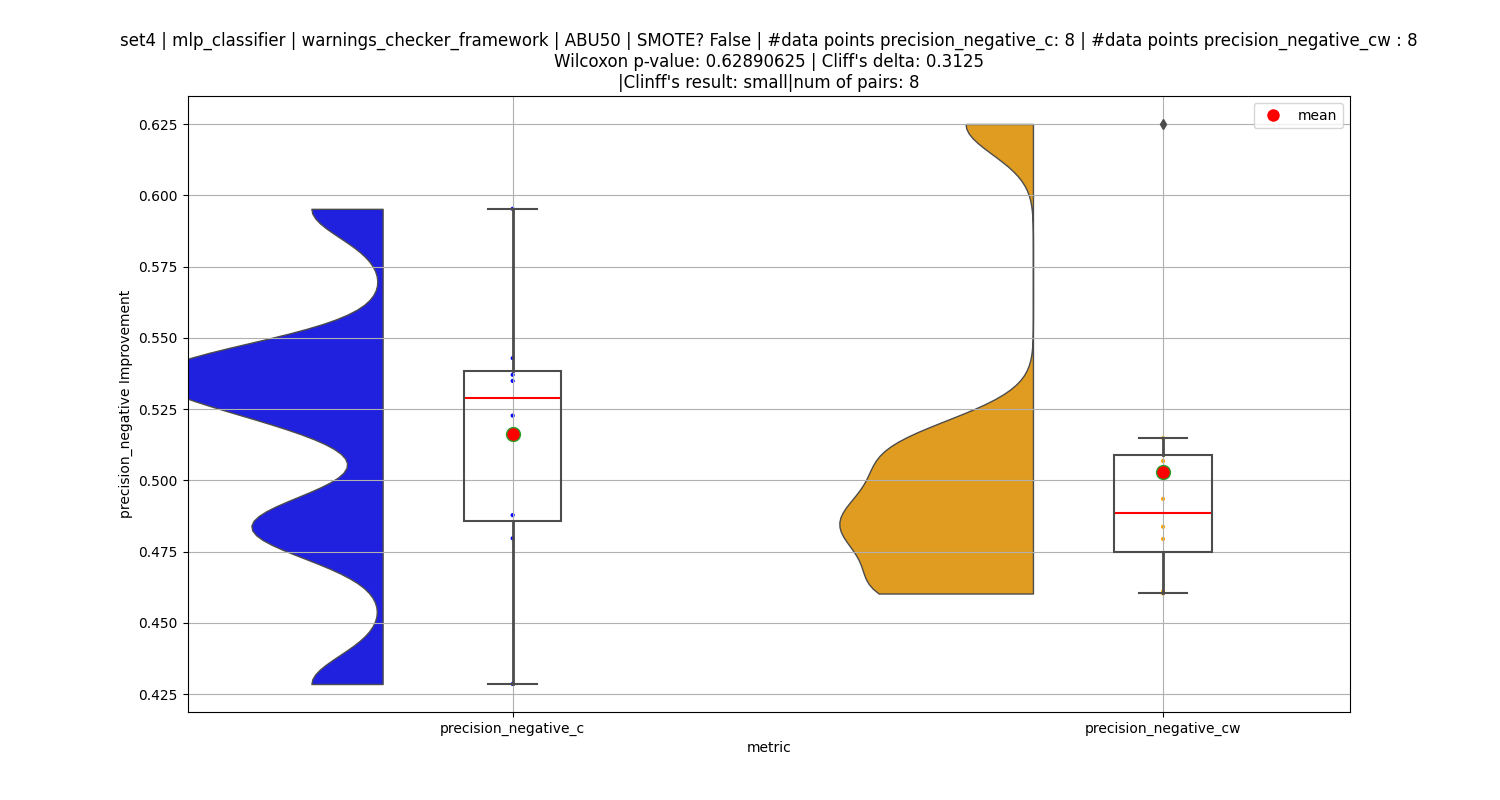 set4 | mlp_classifier | warnings_checker_framework | ABU50 | SMOTE? False | #data points precision_negative_c: 8 | #data points precision_negative_cw : 8
Wilcoxon p-value: 0.62890625 | Cliff's delta: 0.3125
|Clinff's result: small|num of pairs: 8
mean
0.625
0.600
0.575
0.550
0.525
0.500
0.475
0.450
0.425
precision_negative Improvement
precision_negative_c
precision_negative_cw
metric